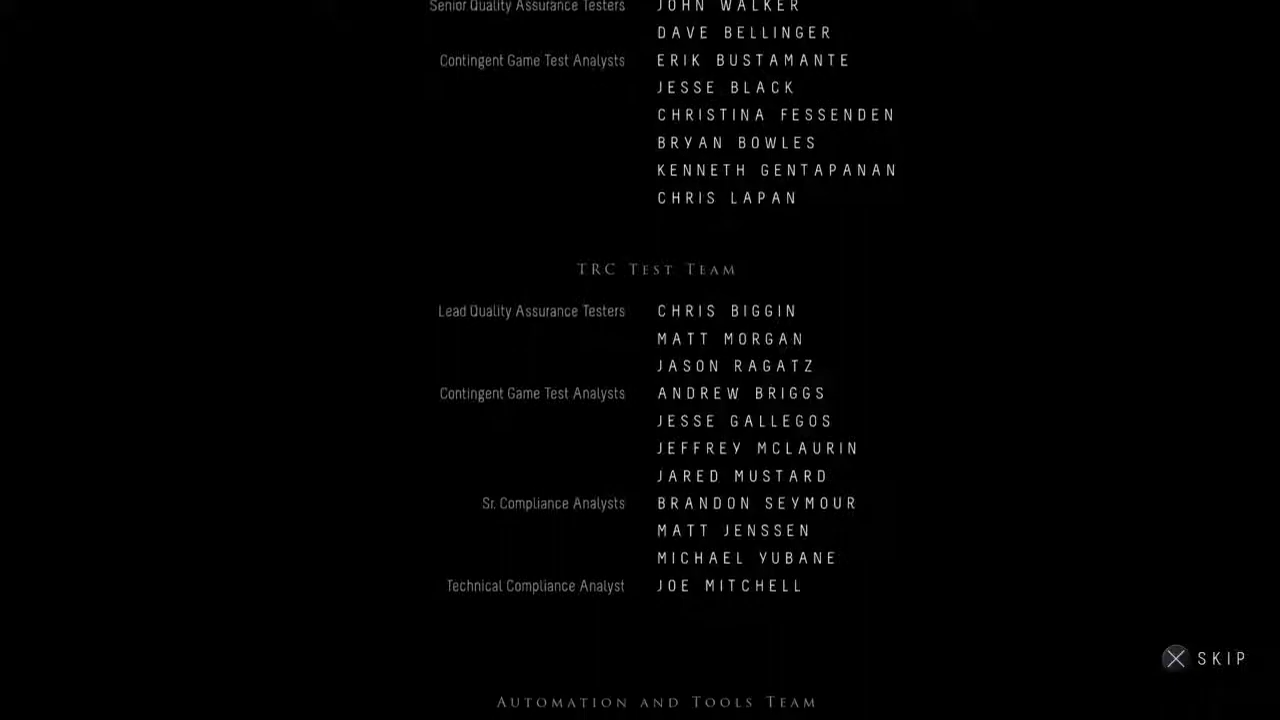 Senior Quality Assurance Testers JOHN WALKER
DAVE BELLINGER
Contingent Game Test Analysts ERIK BUSTAMANTE
JESSE BLACK
CHRISTINA FESSENDEN
BRYAN BOWLES
KENNETH GENTAPANAN
CHRIS LAPAN
TRC TEST TEAM
Lead Quality Assurance Testers CHRIS BIGGIN
MATT MORGAN
JASON RAGATZ
Contingent Game Test Analysts ANDREW BRIGGS
JESSE GALLEGOS
JEFFREY MCLAURIN
JARED MUSTARD
Sr. Compliance Analysts BRANDON SEYMOUR
MATT JENSSEN
MICHAEL YUBANE
Technical Compliance Analyst JOE MITCHELL
SKIP
AUTOMATION AND TOOLS TEAM